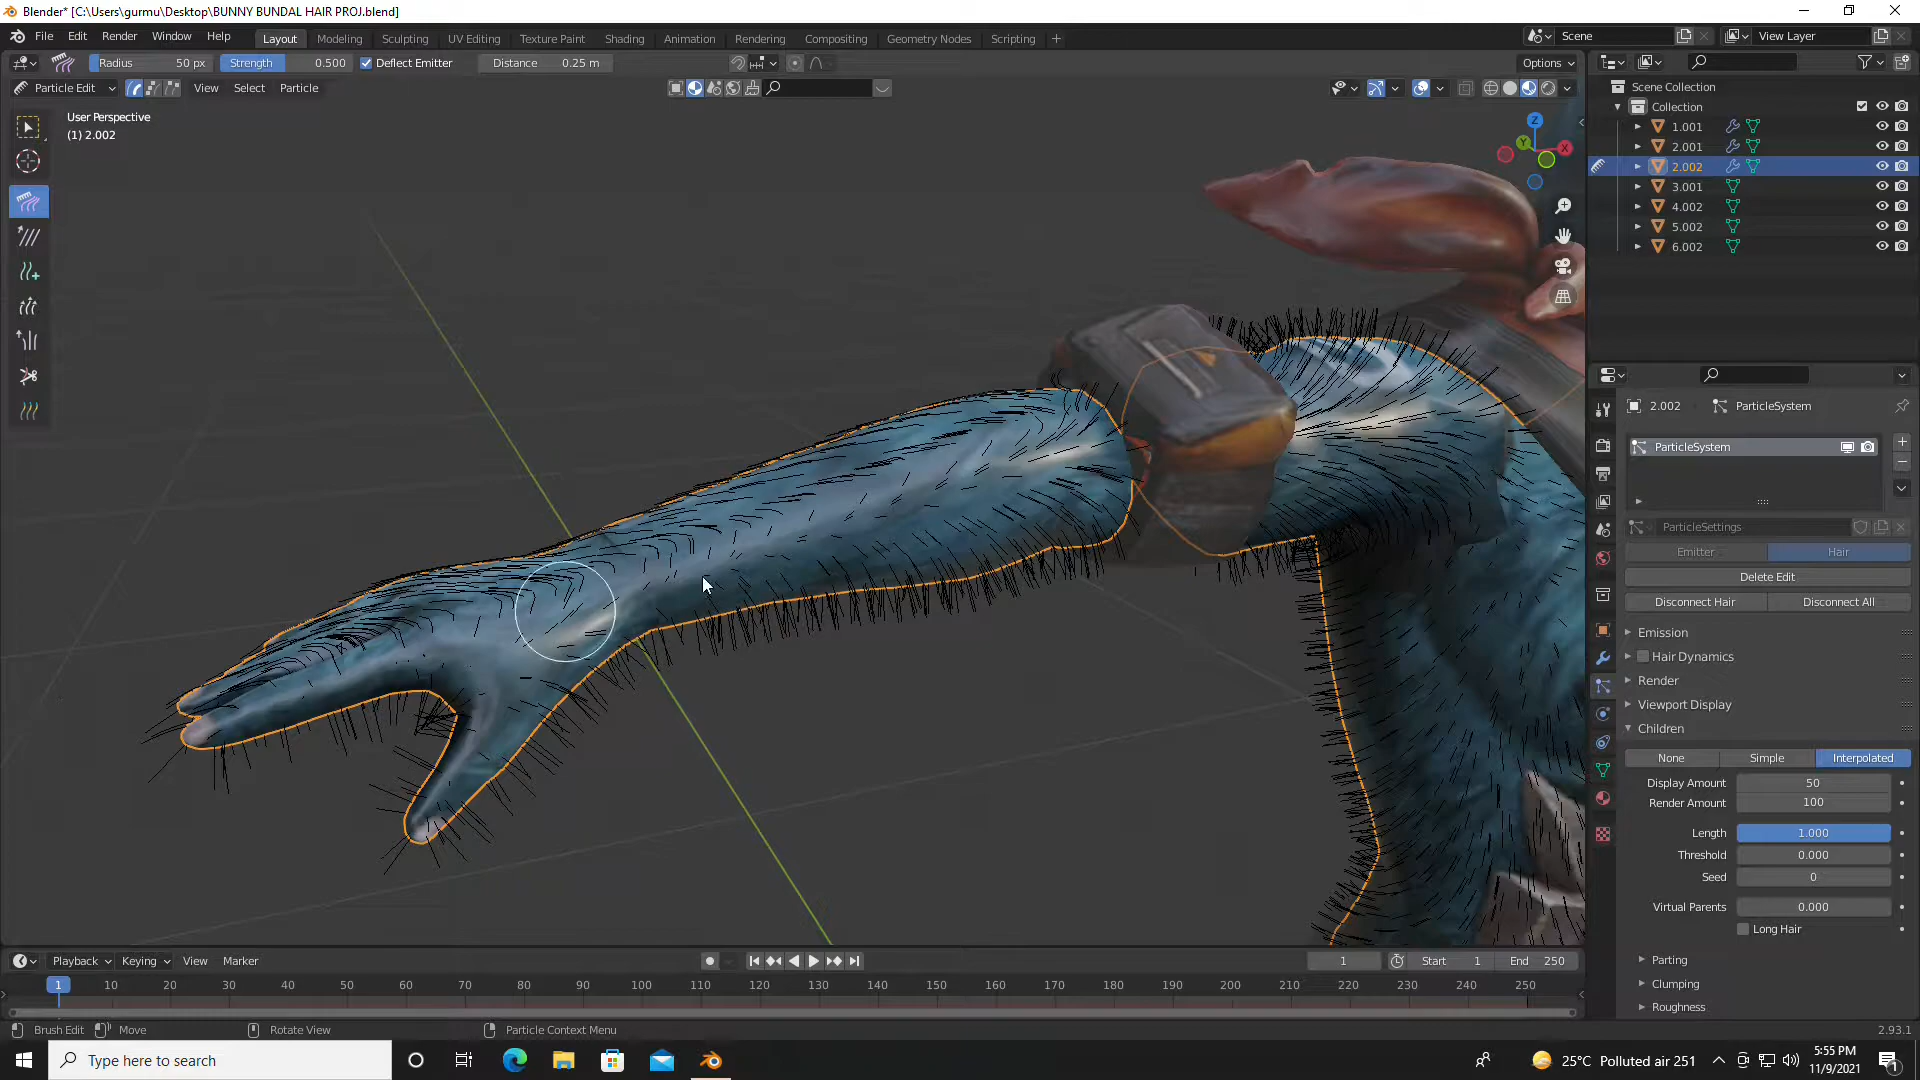 Blender* [C:\Users\gurmu\Desktop\BUNNY BUNDAL HAIR PROJ.blend]
File Edit Render Window Help Layout Modeling Sculpting UV Editing Texture Paint Shading Animation Rendering Compositing Geometry Nodes Scripting + Scene View Layer
Radius 50 px Strength 0.500 Deflect Emitter Distance 0.25 m Options
Particle Edit View Select Particle
User Perspective
(1) 2.002
Z
Y
X
Scene Collection
Collection
1.001
2.001
2.002
3.001
4.002
5.002
6.002
2.002 ParticleSystem
ParticleSystem
ParticleSettings
Emitter Hair
Delete Edit
Disconnect Hair Disconnect All
Emission
Hair Dynamics
Render
Viewport Display
Children
None Simple Interpolated
Display Amount 50
Render Amount 100
Length 1.000
Threshold 0.000
Seed 0
Virtual Parents 0.000
Long Hair
Parting
Clumping
Roughness
Playback Keying View Marker 1 Start 1 End 250
1 10 20 30 40 50 60 70 80 90 100 110 120 130 140 150 160 170 180 190 200 210 220 230 240 250
Brush Edit Move Rotate View Particle Context Menu 2.93.1
Type here to search
25°C Polluted air 251
5:55 PM
11/9/2021
1